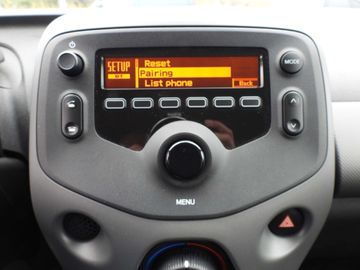 SETUP
Reset
Pairing
List phone
Back
MODE
MENU